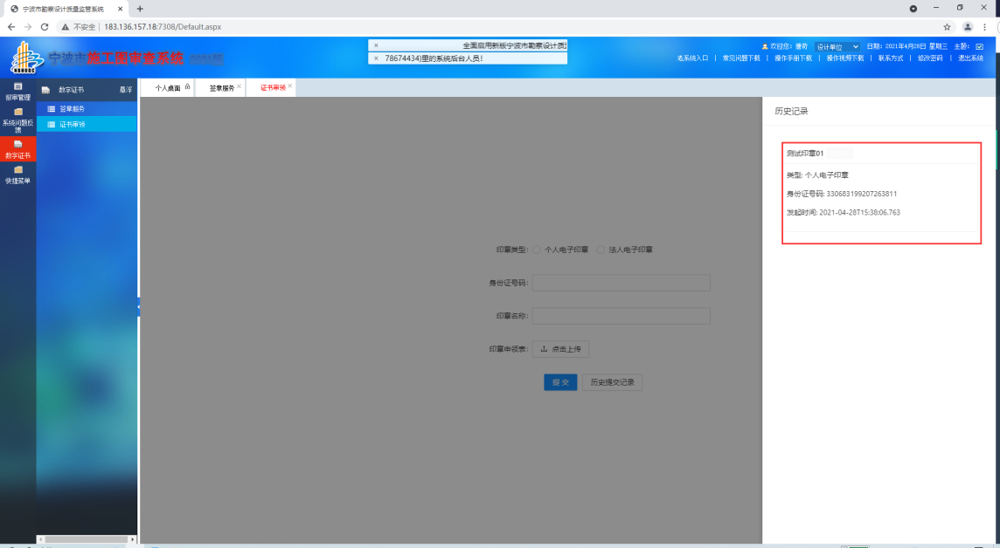 宁波市勘察设计质量监管系统
不安全 | 183.136.157.18:7308/Default.aspx
宁波市施工图审查系统 2021版
全面启用新版宁波市勘察设计质
78674434)里的系统后台人员!
欢迎您: 唐奇 设计单位 日期: 2021年4月28日 星期三 主题:
老系统入口 | 常见问题下载 | 操作手册下载 | 操作视频下载 | 联系方式 | 修改密码 | 退出系统
报审管理
系统问题反馈
数字证书
快捷菜单
数字证书 悬浮
签章服务
证书申领
个人桌面 签章服务 证书申领
印章类型: 个人电子印章 法人电子印章
身份证号码:
印章名称:
印章申领表: 点击上传
提交 历史提交记录
历史记录
测试印章01
类型: 个人电子印章
身份证号码: 330683199207263811
发起时间: 2021-04-28T15:38:06.763